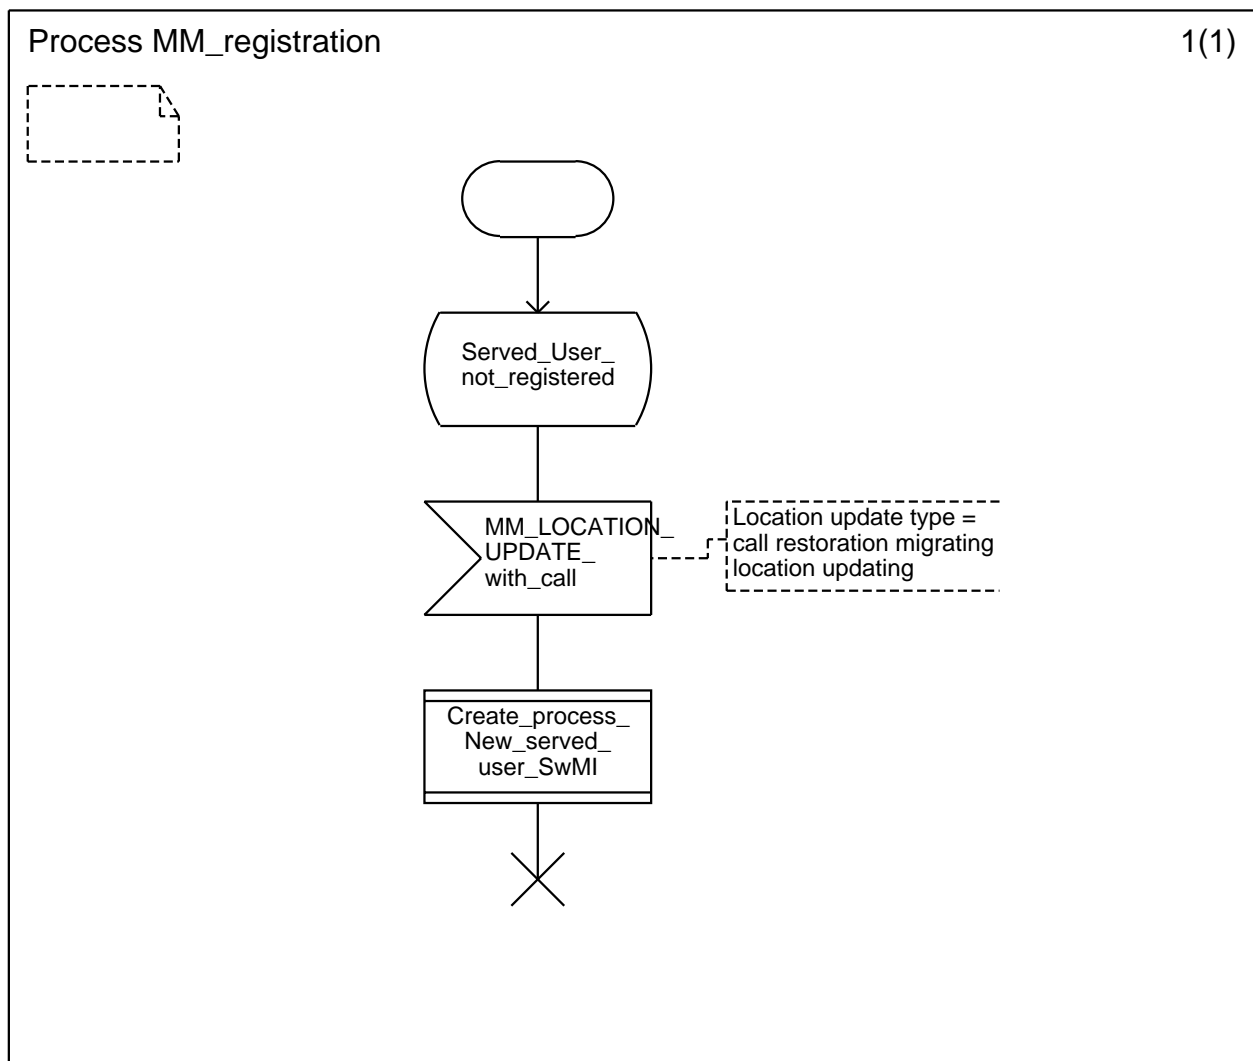 Process MM_registration
1(1)
Served_User_
not_registered
MM_LOCATION_
UPDATE_
with_call
Location update type =
call restoration migrating
location updating
Create_process_
New_served_
user_SwMI